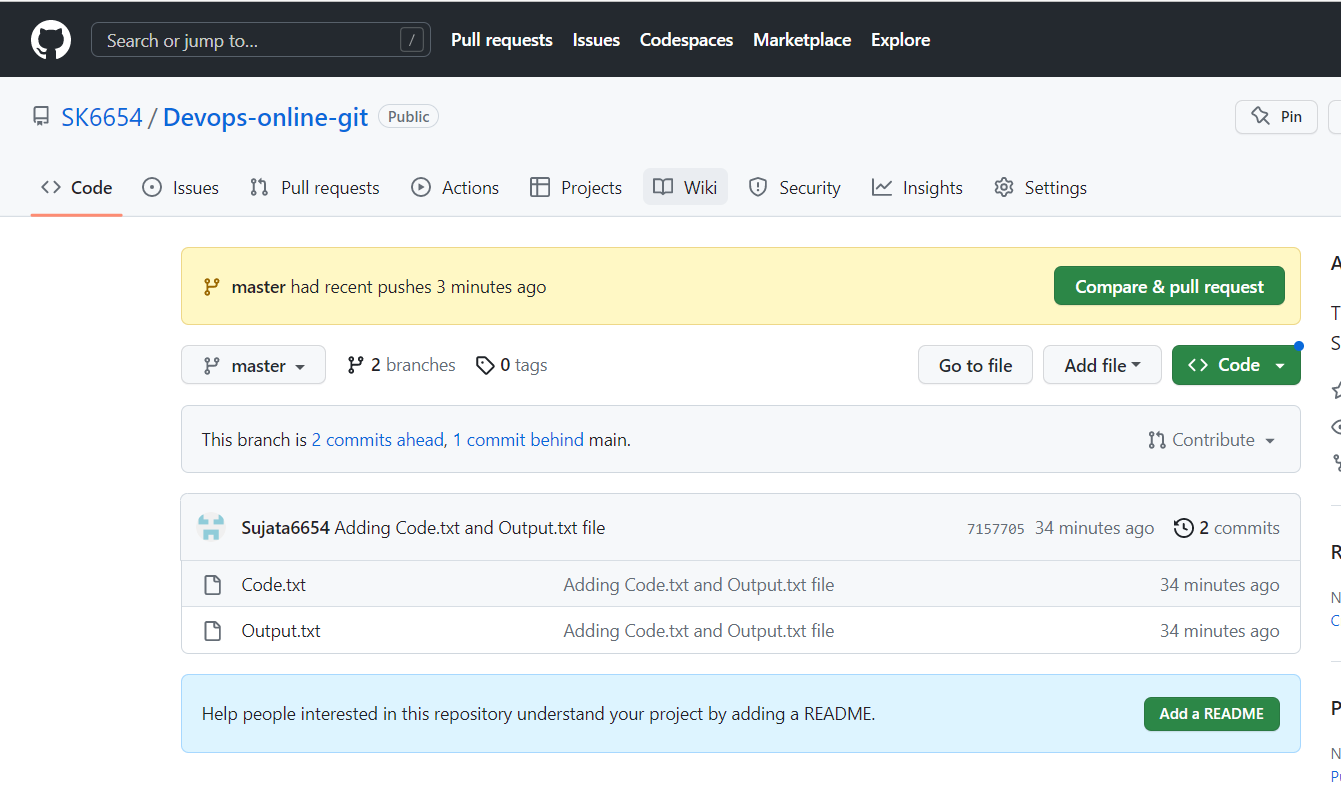 Search or jump to... / Pull requests Issues Codespaces Marketplace Explore
SK6654 / Devops-online-git Public Pin
Code Issues Pull requests Actions Projects Wiki Security Insights Settings
master had recent pushes 3 minutes ago Compare & pull request
master 2 branches 0 tags Go to file Add file Code
This branch is 2 commits ahead, 1 commit behind main. Contribute
Sujata6654 Adding Code.txt and Output.txt file 7157705 34 minutes ago 2 commits
Code.txt Adding Code.txt and Output.txt file 34 minutes ago
Output.txt Adding Code.txt and Output.txt file 34 minutes ago
Help people interested in this repository understand your project by adding a README. Add a README